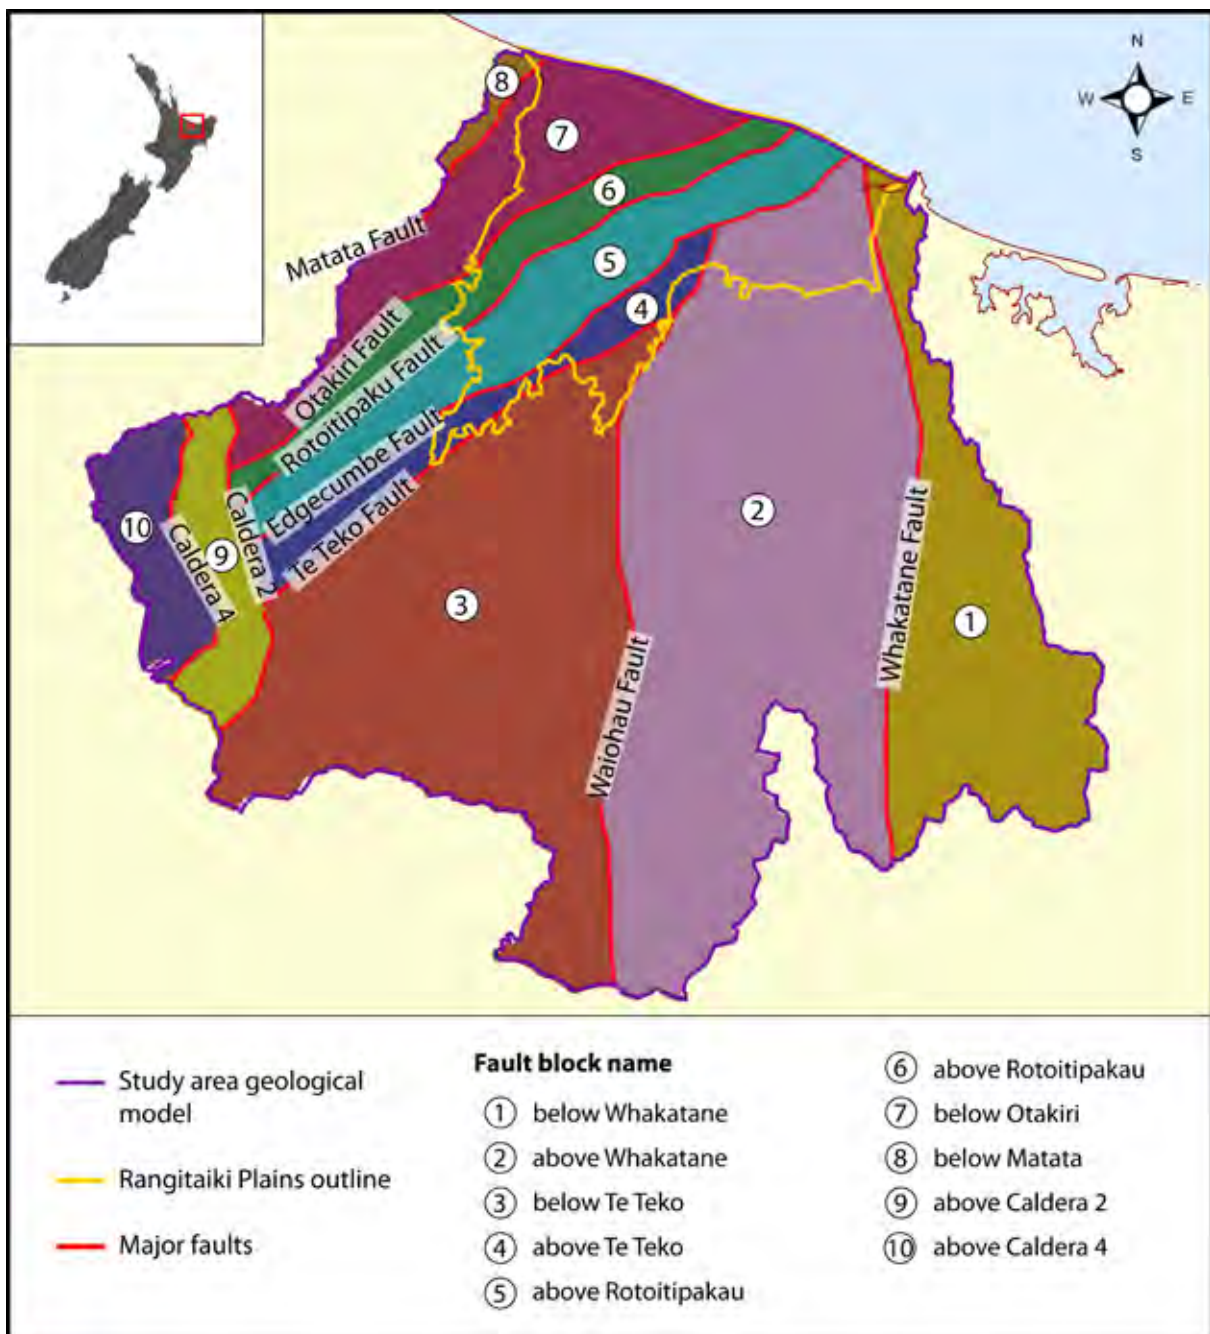 N
W E
S
8
7
6
5
4
Matata Fault
Otakiri Fault
Rotoitipaku Fault
Edgecumbe Fault
Te Teko Fault
Caldera 2
Caldera 4
10
9
3
2
1
Waiohau Fault
Whakatane Fault
Study area geological
model
Rangitaiki Plains outline
Major faults
Fault block name
1 below Whakatane
2 above Whakatane
3 below Te Teko
4 above Te Teko
5 above Rotoitipakau
6 above Rotoitipakau
7 below Otakiri
8 below Matata
9 above Caldera 2
10 above Caldera 4